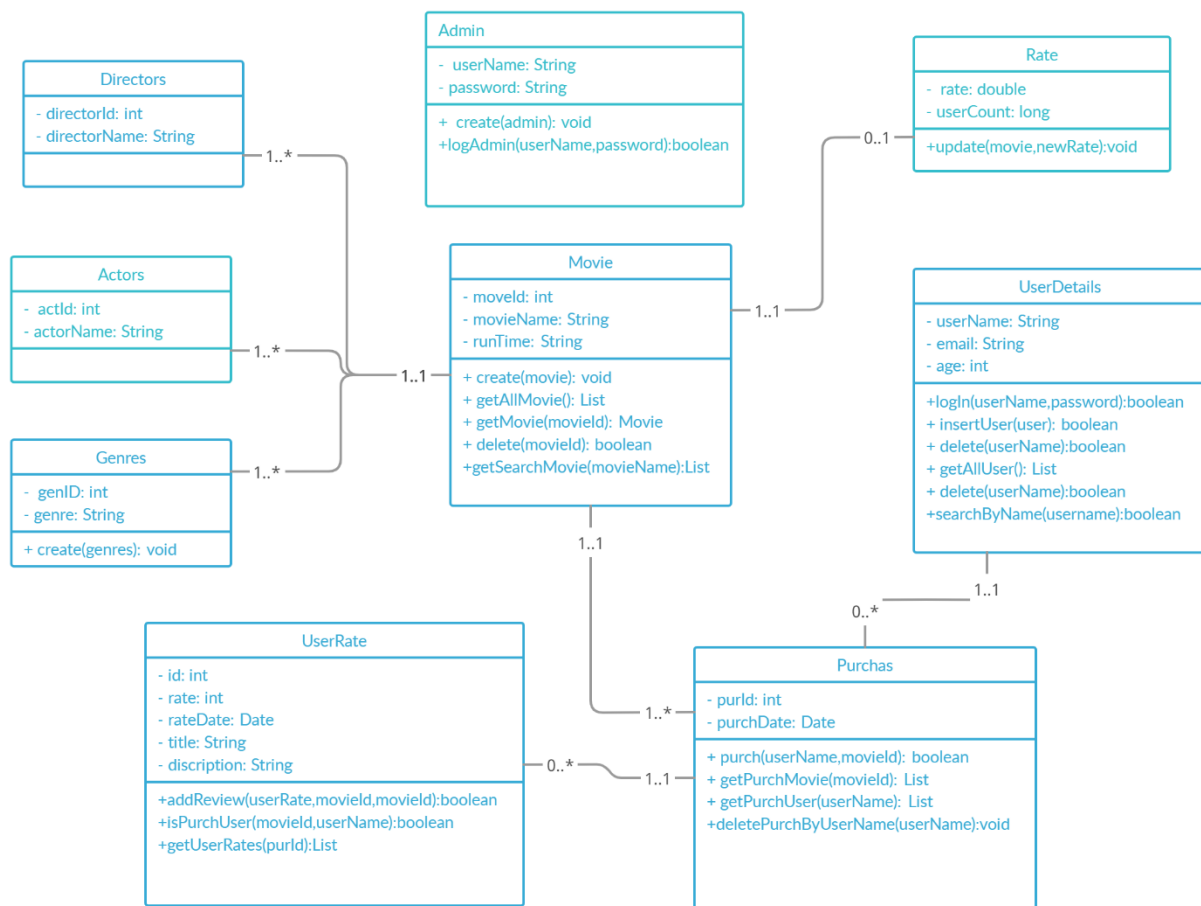 Admin
- userName: String
- password: String
+ create(admin): void
+logAdmin(userName,password):boolean
Rate
- rate: double
- userCount: long
+update(movie,newRate):void
Directors
- directorId: int
- directorName: String
1..*
0..1
Actors
- actId: int
- actorName: String
1..*
Movie
- moveId: int
- movieName: String
- runTime: String
+ create(movie): void
+ getAllMovie(): List
+ getMovie(movieId): Movie
+ delete(movieId): boolean
+getSearchMovie(movieName):List
1..1
1..1
UserDetails
- userName: String
- email: String
- age: int
+logIn(userName,password):boolean
+ insertUser(user): boolean
+ delete(userName):boolean
+ getAllUser(): List
+ delete(userName):boolean
+searchByName(username):boolean
Genres
- genID: int
- genre: String
+ create(genres): void
1..*
1..1
1..1
0..*
UserRate
- id: int
- rate: int
- rateDate: Date
- title: String
- discription: String
+addReview(userRate,movieId,movieId):boolean
+isPurchUser(movieId,userName):boolean
+getUserRates(purId):List
1..*
0..*
1..1
Purchas
- purId: int
- purchDate: Date
+ purch(userName,movieId): boolean
+ getPurchMovie(movieId): List
+ getPurchUser(userName): List
+deletePurchByUserName(userName):void